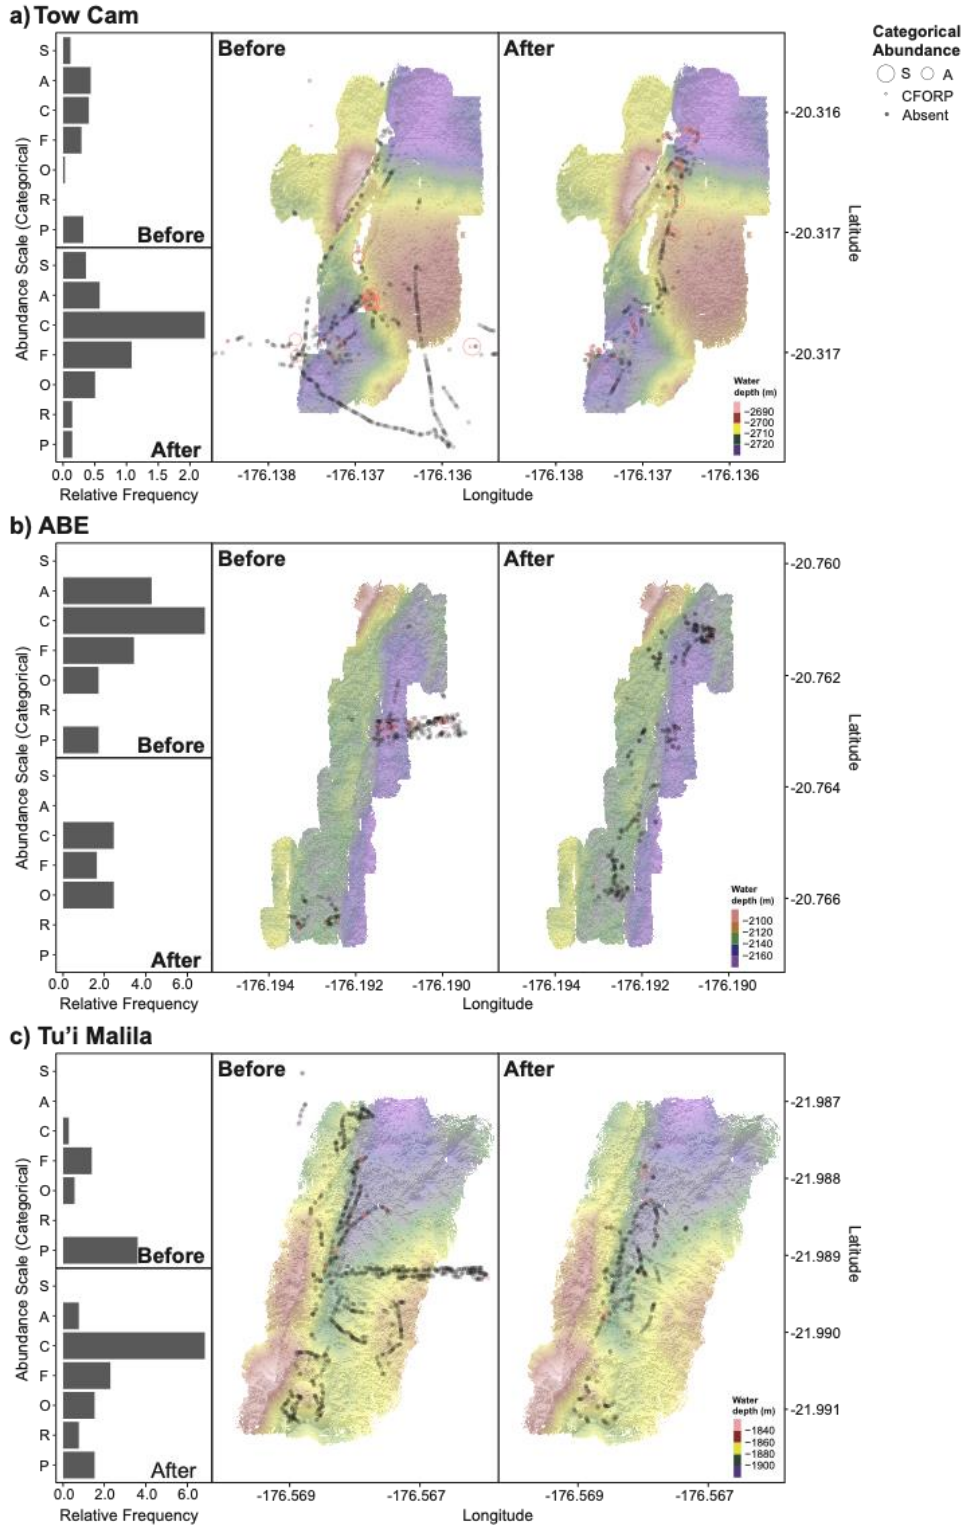 a) Tow Cam
Categorical
Abundance
S A
CFORP
Absent
Abundance Scale (Categorical)
S
A
C
F
O
R
P
Before
S
A
C
F
O
R
P
After
0.0 0.5 1.0 1.5 2.0
Relative Frequency
Before
After
Water
depth (m)
−2690
−2700
−2710
−2720
-20.316
-20.317
-20.317
Latitude
-176.138 -176.137 -176.136
-176.138 -176.137 -176.136
Longitude
b) ABE
Abundance Scale (Categorical)
S
A
C
F
O
R
P
Before
S
A
C
F
O
R
P
After
0.0 2.0 4.0 6.0
Relative Frequency
Before
After
Water
depth (m)
−2100
−2120
−2140
−2160
-20.760
-20.762
-20.764
-20.766
Latitude
-176.194 -176.192 -176.190
-176.194 -176.192 -176.190
Longitude
c) Tu’i Malila
Abundance Scale (Categorical)
S
A
C
F
O
R
P
Before
S
A
C
F
O
R
P
After
0.0 2.0 4.0 6.0
Relative Frequency
Before
After
Water
depth (m)
−1840
−1860
−1880
−1900
-21.987
-21.988
-21.989
-21.990
-21.991
Latitude
-176.569 -176.567
-176.569 -176.567
Longitude